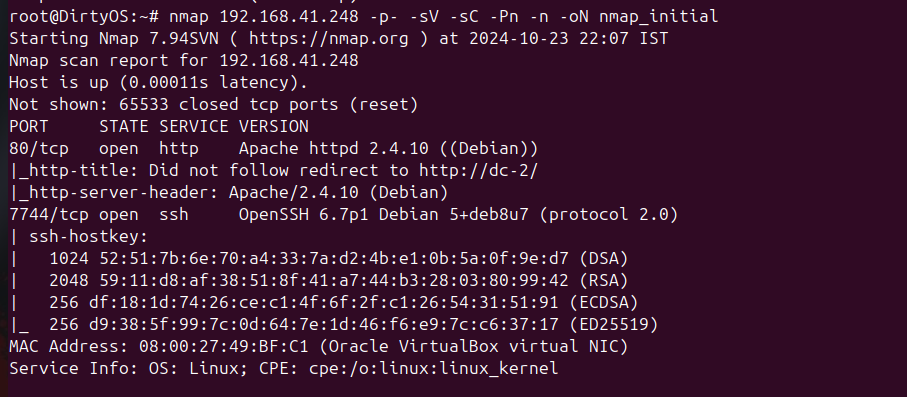 root@DirtyOS:~# nmap 192.168.41.248 -p- -sV -sC -Pn -n -oN nmap_initial
Starting Nmap 7.94SVN ( https://nmap.org ) at 2024-10-23 22:07 IST
Nmap scan report for 192.168.41.248
Host is up (0.00011s latency).
Not shown: 65533 closed tcp ports (reset)
PORT     STATE SERVICE VERSION
80/tcp   open  http    Apache httpd 2.4.10 ((Debian))
|_http-title: Did not follow redirect to http://dc-2/
|_http-server-header: Apache/2.4.10 (Debian)
7744/tcp open  ssh     OpenSSH 6.7p1 Debian 5+deb8u7 (protocol 2.0)
| ssh-hostkey:
|   1024 52:51:7b:6e:70:a4:33:7a:d2:4b:e1:0b:5a:0f:9e:d7 (DSA)
|   2048 59:11:d8:af:38:51:8f:41:a7:44:b3:28:03:80:99:42 (RSA)
|   256 df:18:1d:74:26:ce:c1:4f:6f:2f:c1:26:54:31:51:91 (ECDSA)
|_  256 d9:38:5f:99:7c:0d:64:7e:1d:46:f6:e9:7c:c6:37:17 (ED25519)
MAC Address: 08:00:27:49:BF:C1 (Oracle VirtualBox virtual NIC)
Service Info: OS: Linux; CPE: cpe:/o:linux:linux_kernel